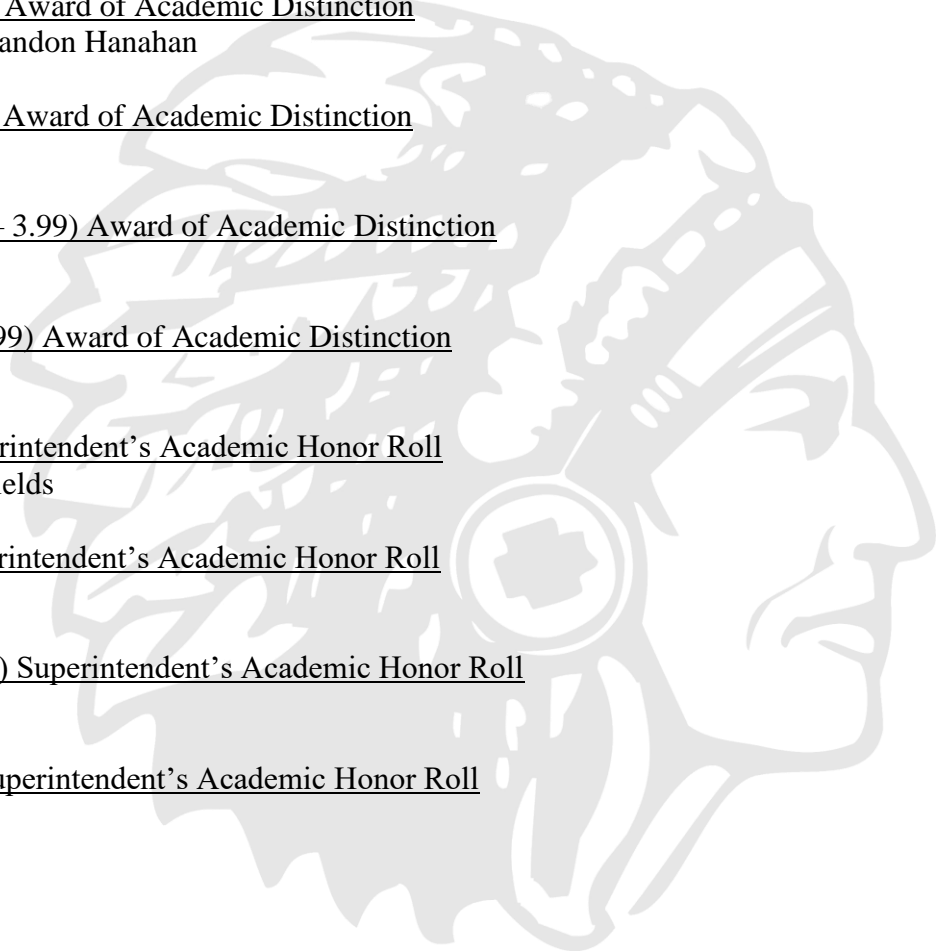 Award of Academic Distinction
andon Hanahan
Award of Academic Distinction
– 3.99) Award of Academic Distinction
99) Award of Academic Distinction
rintendent’s Academic Honor Roll
ields
rintendent’s Academic Honor Roll
) Superintendent’s Academic Honor Roll
uperintendent’s Academic Honor Roll